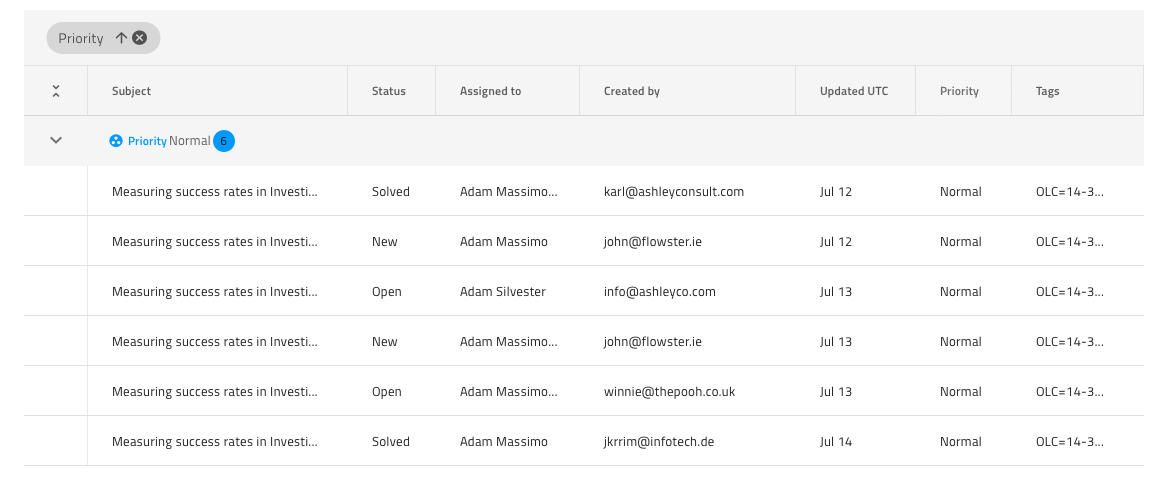 Priority
Subject Status Assigned to Created by Updated UTC Priority Tags
Priority Normal 6
Measuring success rates in Investi... Solved Adam Massimo... karl@ashleyconsult.com Jul 12 Normal OLC=14-3...
Measuring success rates in Investi... New Adam Massimo john@flowster.ie Jul 12 Normal OLC=14-3...
Measuring success rates in Investi... Open Adam Silvester info@ashleyco.com Jul 13 Normal OLC=14-3...
Measuring success rates in Investi... New Adam Massimo... john@flowster.ie Jul 13 Normal OLC=14-3...
Measuring success rates in Investi... Open Adam Massimo... winnie@thepooh.co.uk Jul 13 Normal OLC=14-3...
Measuring success rates in Investi... Solved Adam Massimo jkrrim@infotech.de Jul 14 Normal OLC=14-3...